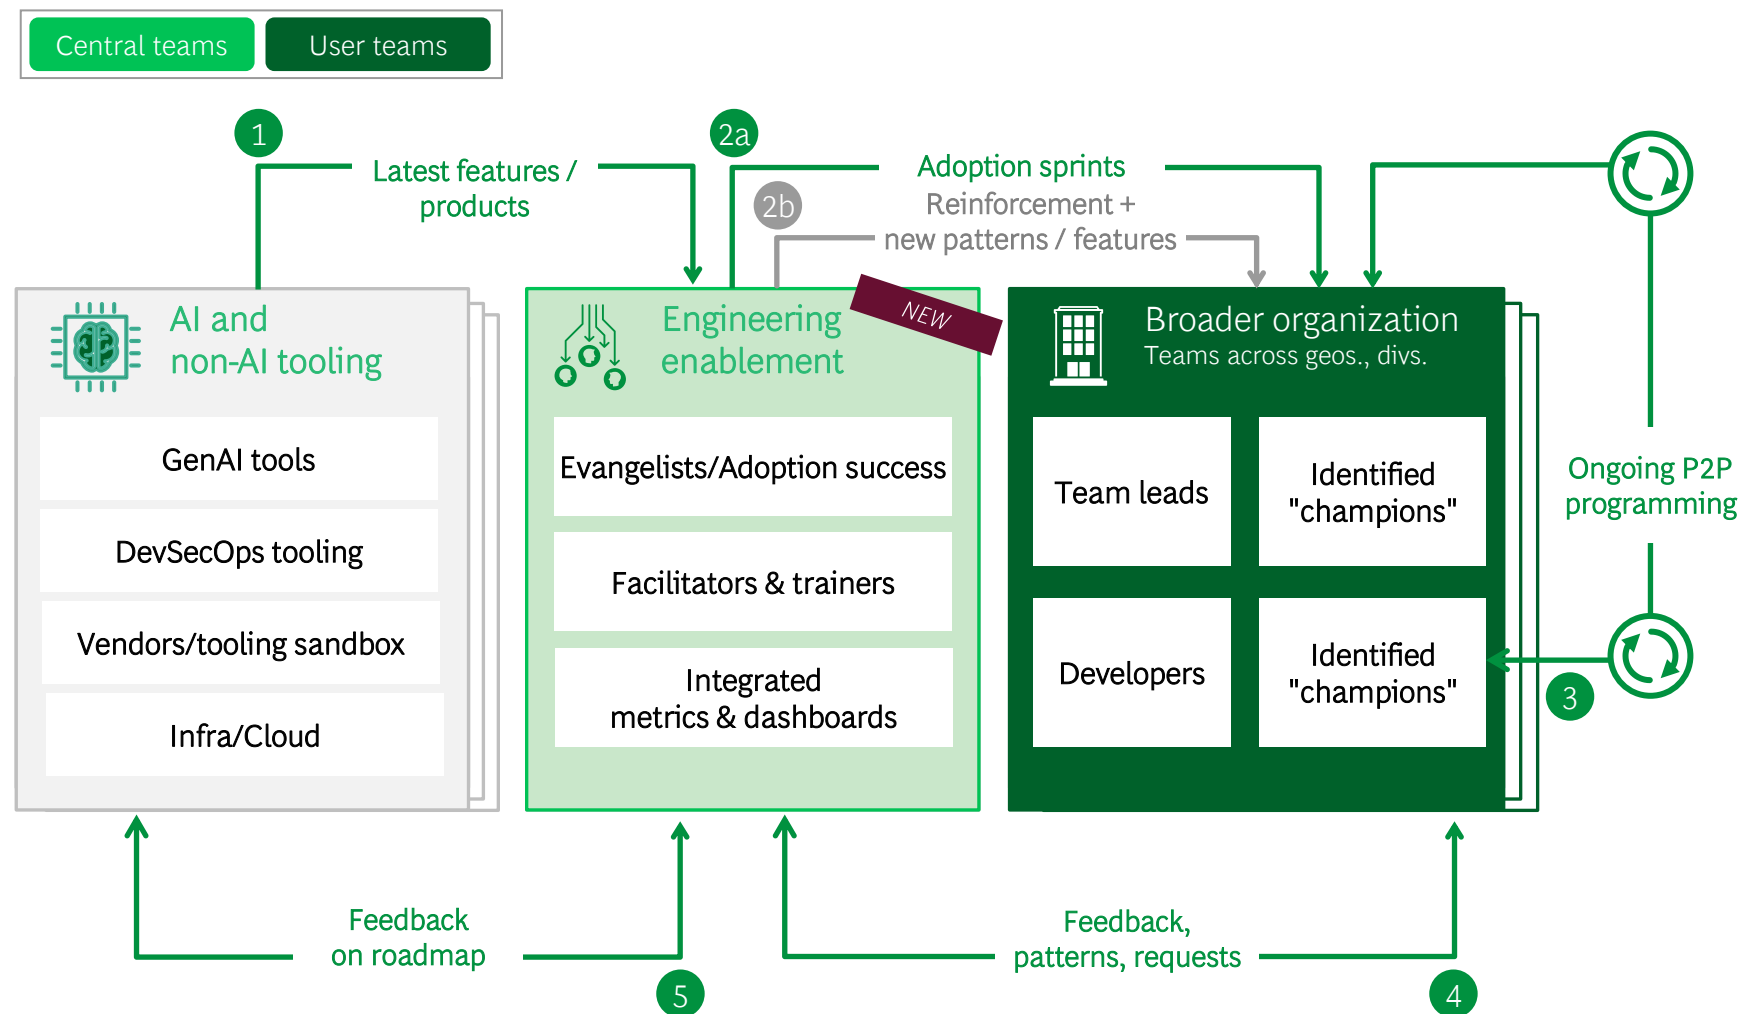 Central teams
User teams
1
Latest features /
products
2a
Adoption sprints
2b
Reinforcement +
new patterns / features
AI and
non-AI tooling
GenAI tools
DevSecOps tooling
Vendors/tooling sandbox
Infra/Cloud
Engineering
enablement
NEW
Evangelists/Adoption success
Facilitators & trainers
Integrated
metrics & dashboards
Broader organization
Teams across geos., divs.
Team leads
Identified
"champions"
Developers
Identified
"champions"
Ongoing P2P
programming
3
Feedback
on roadmap
5
Feedback,
patterns, requests
4